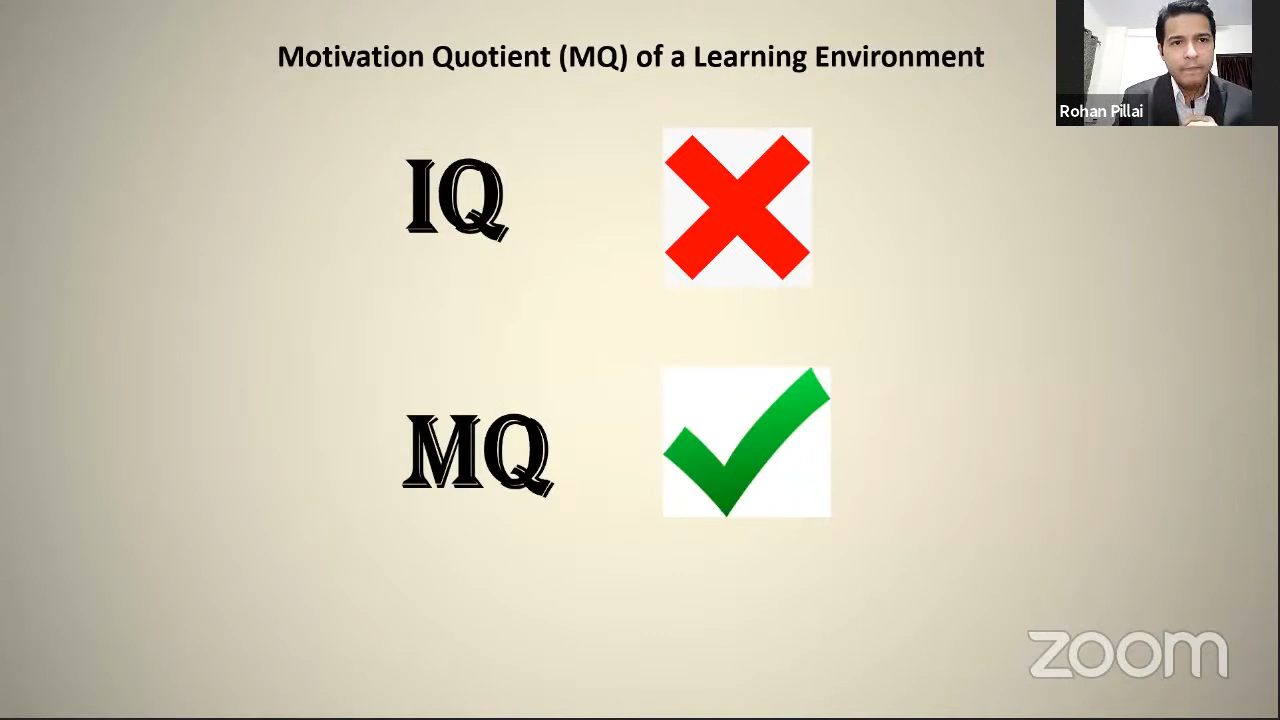 Motivation Quotient (MQ) of a Learning Environment
Rohan Pillai
IQ
MQ
zoom